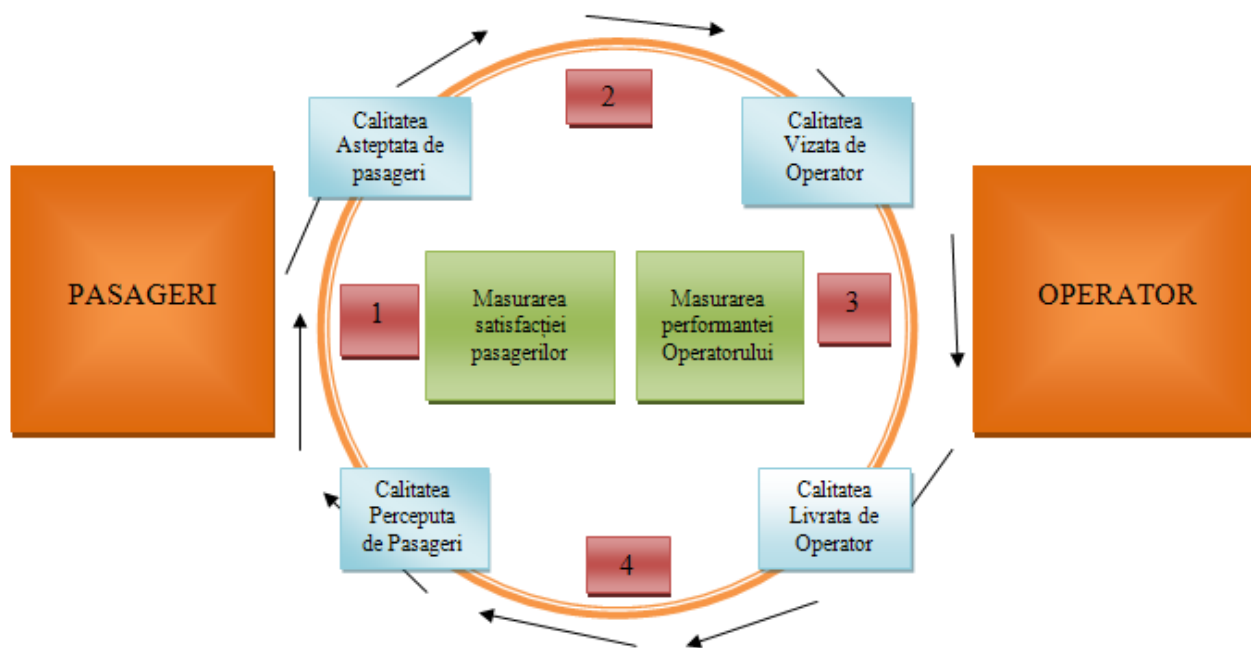 2
Calitatea
Asteptata de
pasageri
Calitatea
Vizata de
Operator
PASAGERI
1
Masurarea
satisfacției
pasagerilor
Masurarea
performantei
Operatorului
3
OPERATOR
Calitatea
Perceputa
de Pasageri
Calitatea
Livrata de
Operator
4